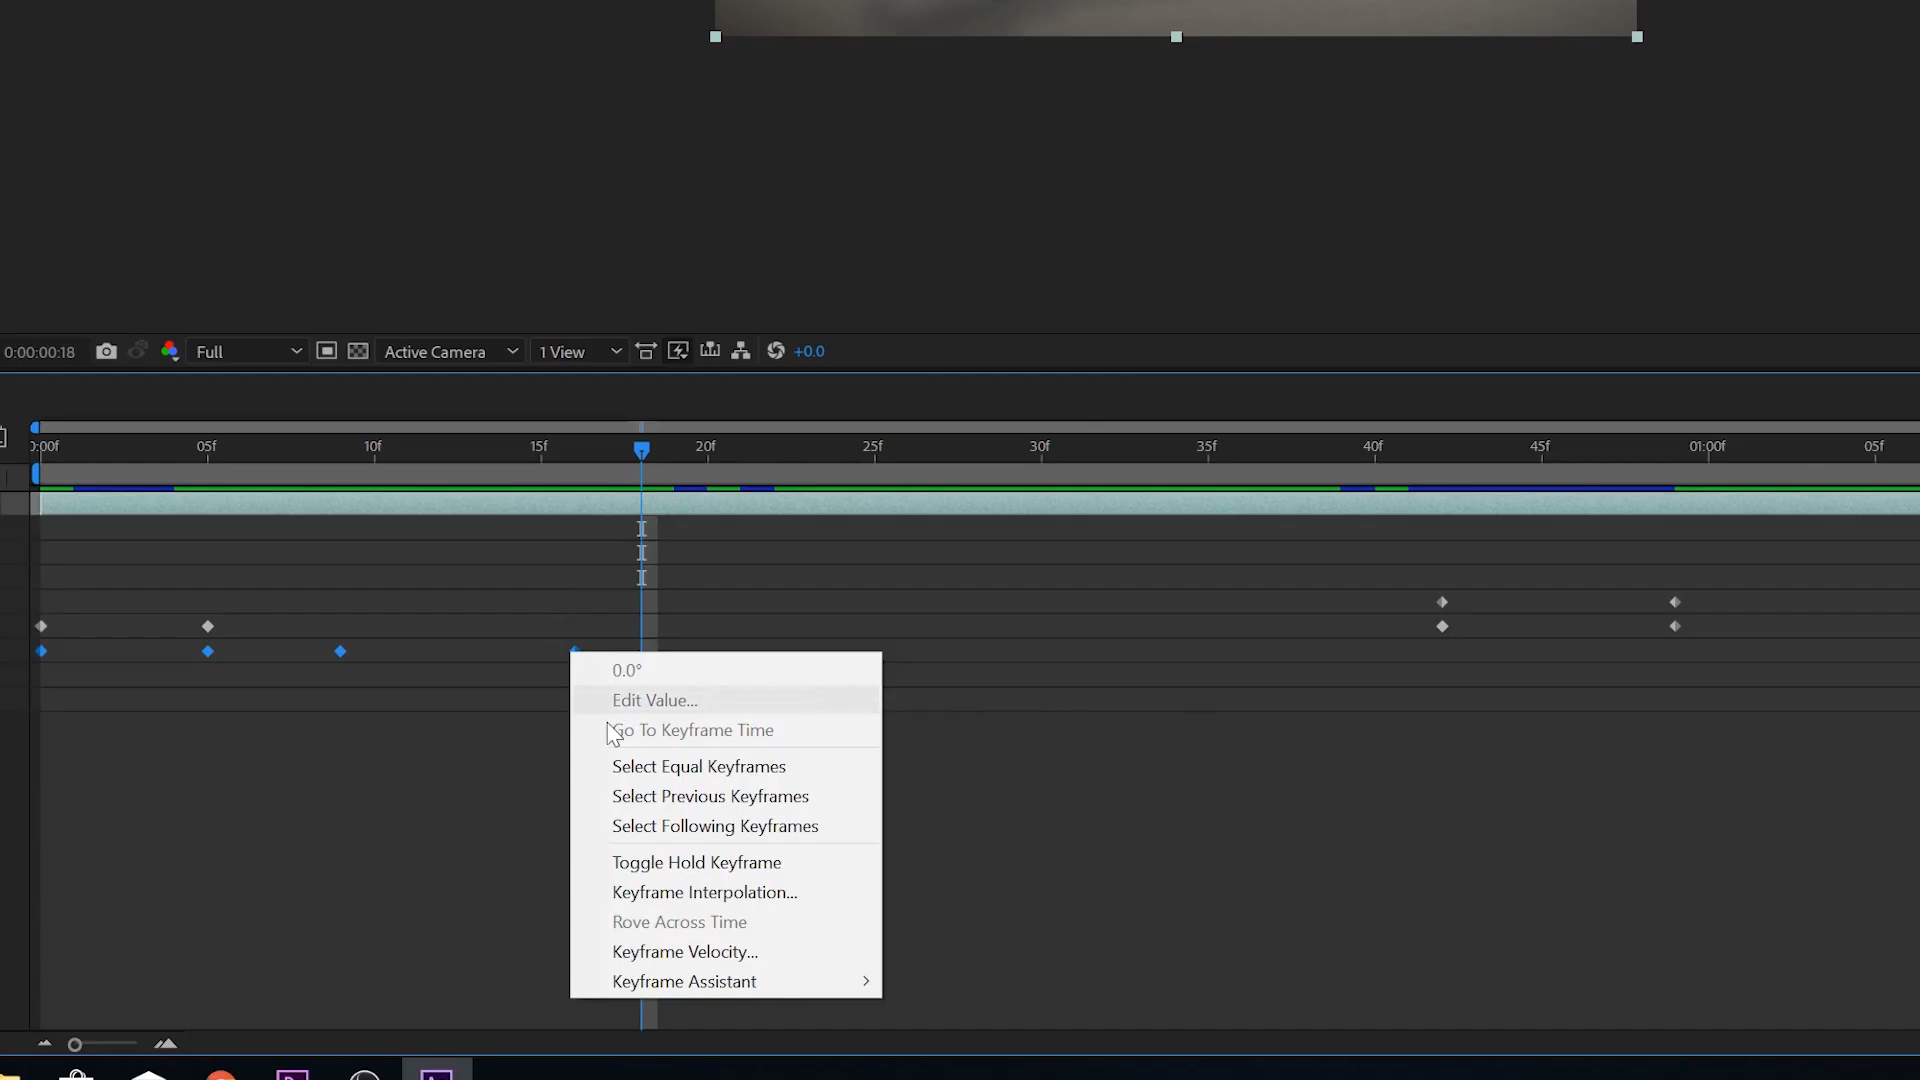 0:00:00:18 Full Active Camera 1 View +0.0
0:00f 05f 10f 15f 20f 25f 30f 35f 40f 45f 01:00f 05f
0.0°
Edit Value...
Go To Keyframe Time
Select Equal Keyframes
Select Previous Keyframes
Select Following Keyframes
Toggle Hold Keyframe
Keyframe Interpolation...
Rove Across Time
Keyframe Velocity...
Keyframe Assistant